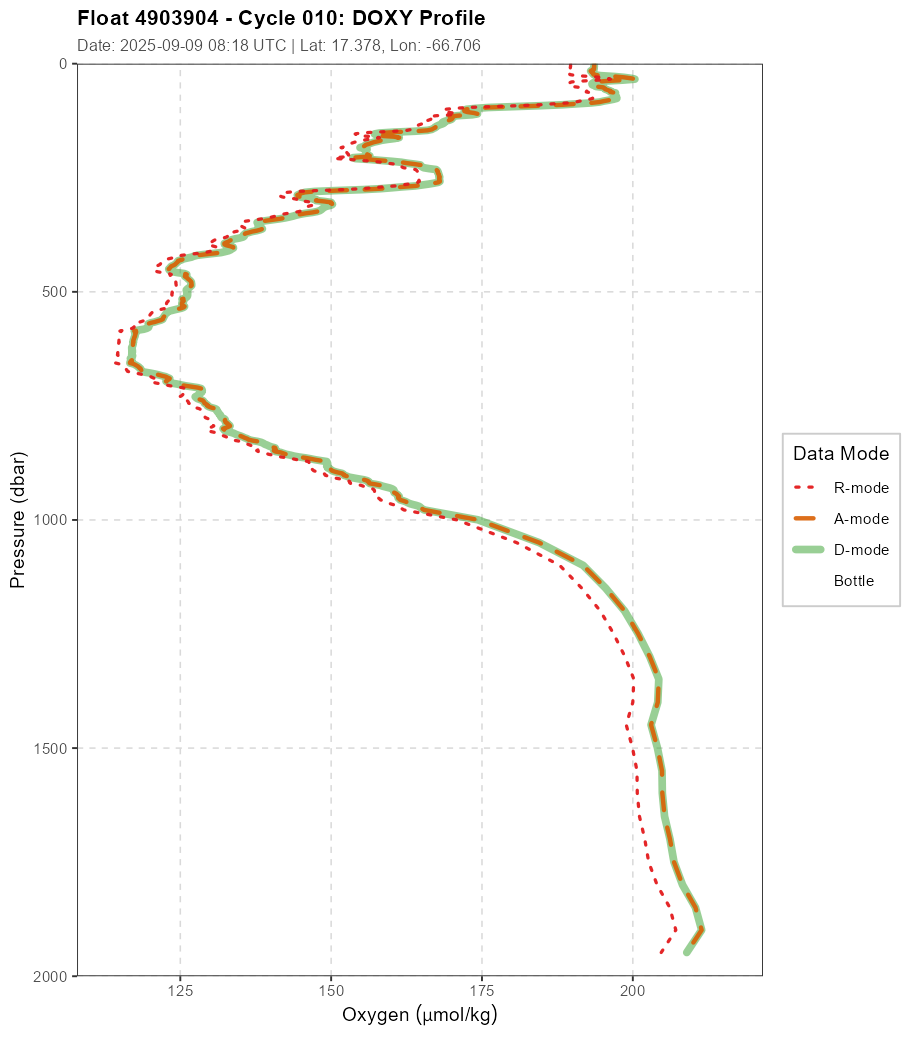 Float 4903904 - Cycle 010: DOXY Profile
Date: 2025-09-09 08:18 UTC | Lat: 17.378, Lon: -66.706
0
500
1000
1500
2000
Pressure (dbar)
125
150
175
200
Oxygen (μmol/kg)
Data Mode
R-mode
A-mode
D-mode
Bottle